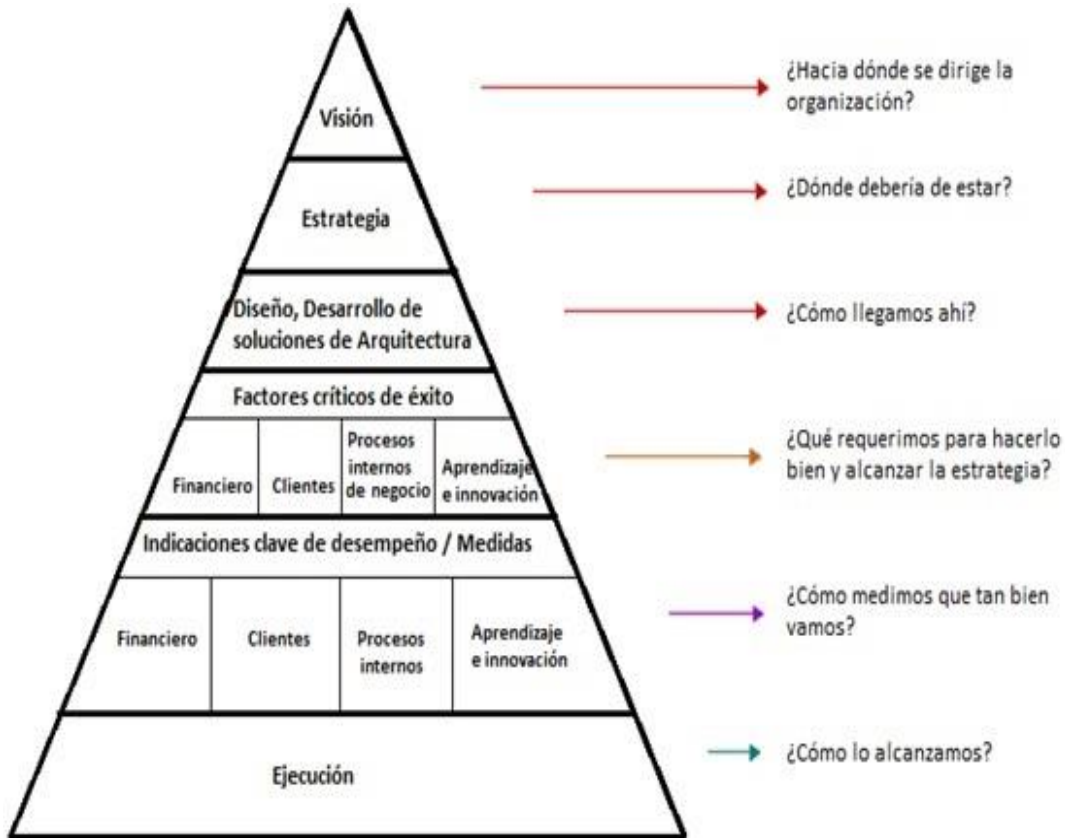 Visión
¿Hacia dónde se dirige la
organización?
Estrategia
¿Dónde debería de estar?
Diseño, Desarrollo de
soluciones de Arquitectura
¿Cómo llegamos ahí?
Factores críticos de éxito
Financiero
Clientes
Procesos
internos
de negocio
Aprendizaje
e innovación
¿Qué requerimos para hacerlo
bien y alcanzar la estrategia?
Indicaciones clave de desempeño / Medidas
Financiero
Clientes
Procesos
internos
Aprendizaje
e innovación
¿Cómo medimos que tan bien
vamos?
Ejecución
¿Cómo lo alcanzamos?